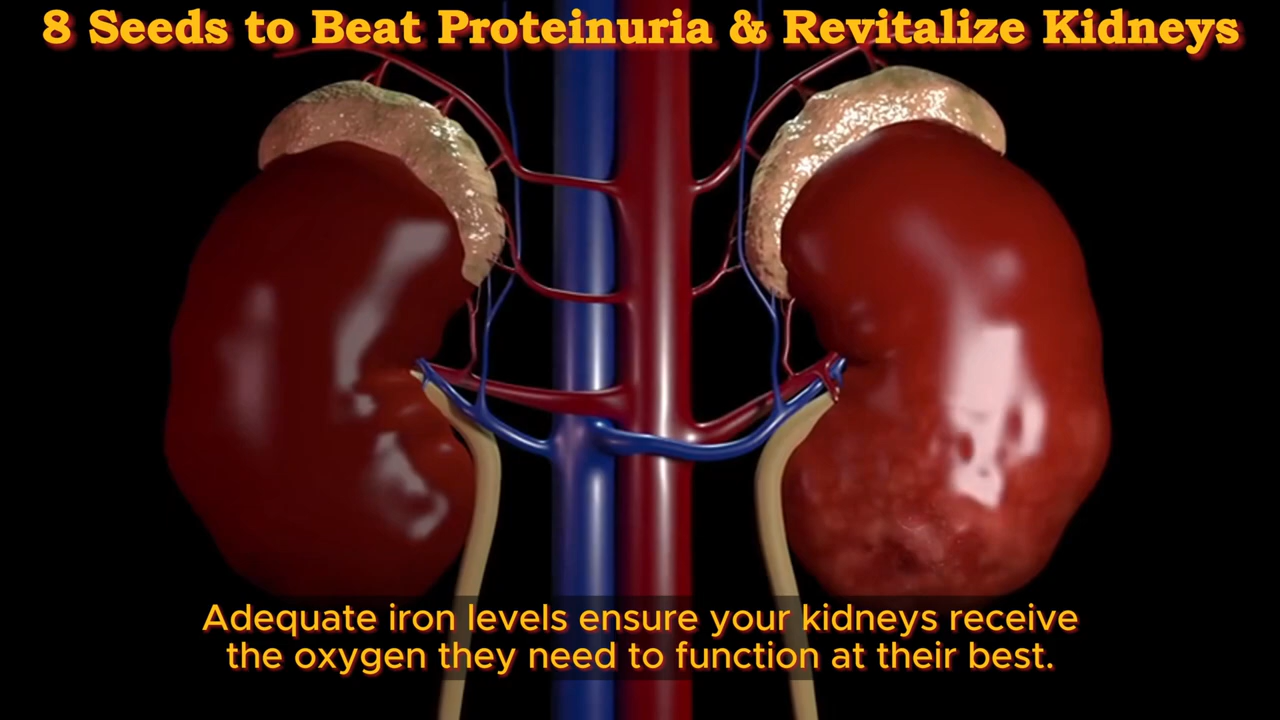 8 Seeds to Beat Proteinuria & Revitalize Kidneys
Adequate iron levels ensure your kidneys receive
the oxygen they need to function at their best.